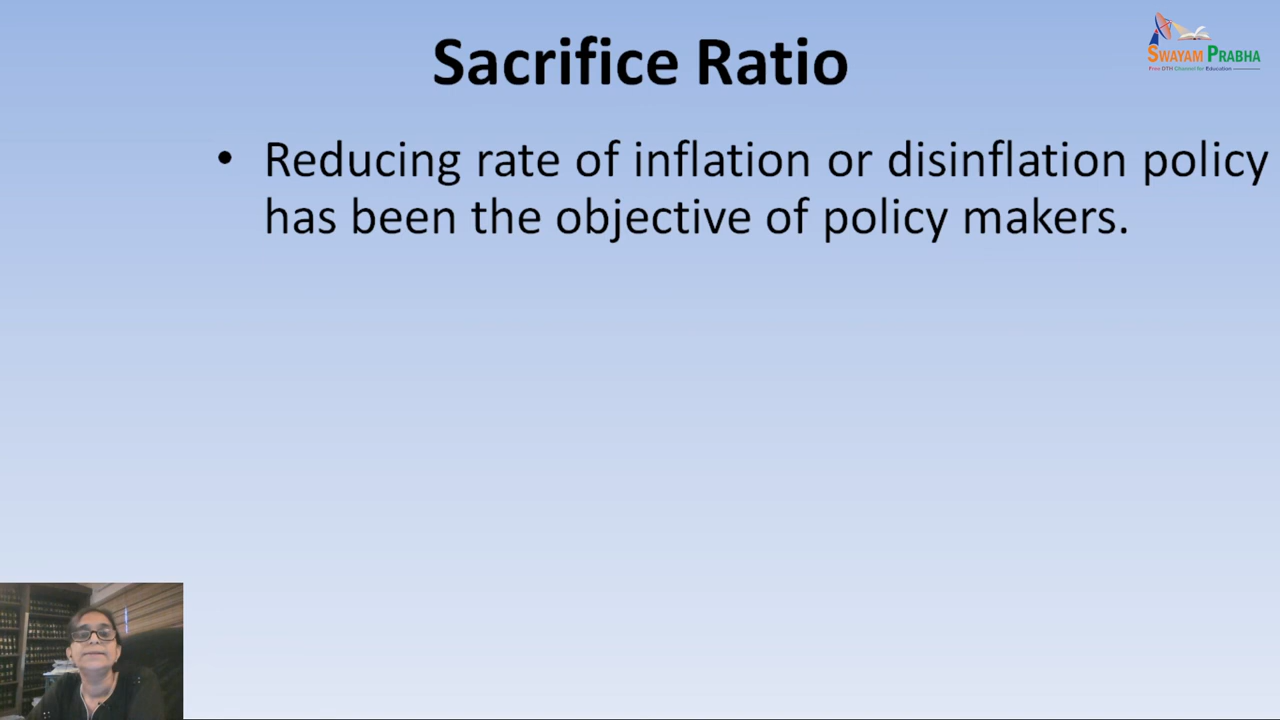 Sacrifice Ratio
SWAYAM PRABHA
Free DTH Channel for Education
• Reducing rate of inflation or disinflation policy
has been the objective of policy makers.